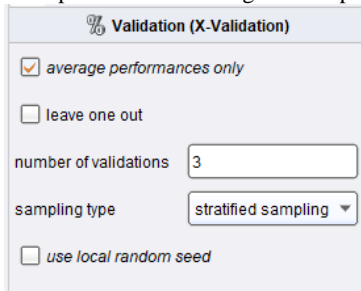 Validation (X-Validation)
average performances only
leave one out
number of validations 3
sampling type stratified sampling
use local random seed